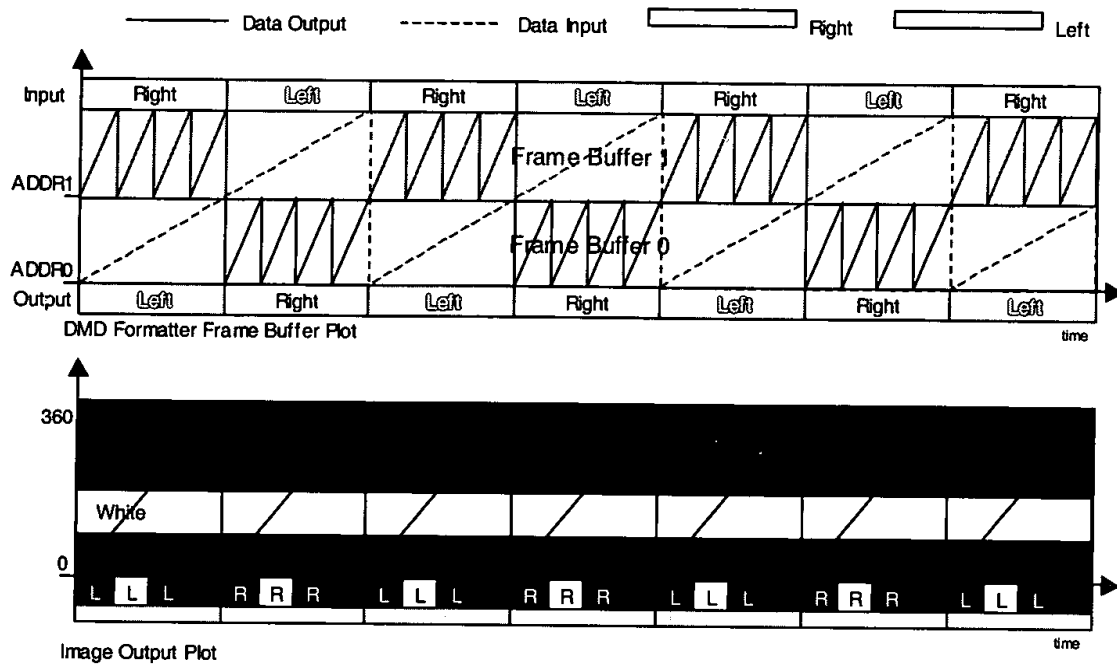 Data Output Data Input Right Left
Input Right Left Right Left Right Left Right
Frame Buffer 1
ADDR1
Frame Buffer 0
ADDR0
Output Left Right Left Right Left Right Left
DMD Formatter Frame Buffer Plot time
360
White
0
L L L R R R L L L R R R L L L R R R L L L
time
Image Output Plot